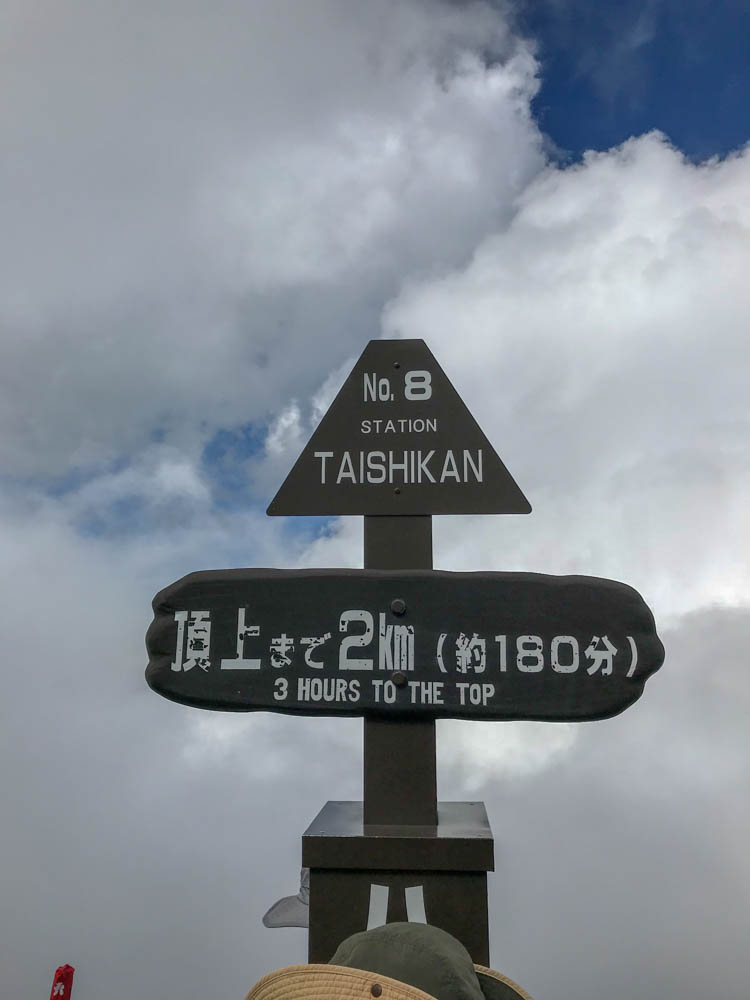 No. 8
STATION
TAISHIKAN
頂上まで2km (約180分)
3 HOURS TO THE TOP
八